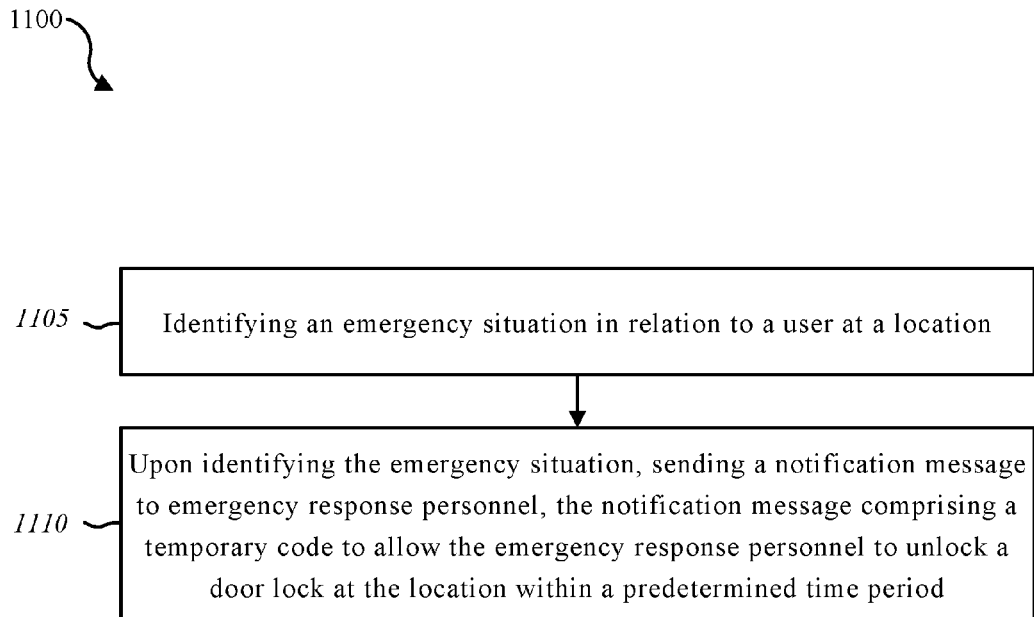 1100
1105
Identifying an emergency situation in relation to a user at a location
1110
Upon identifying the emergency situation, sending a notification message
to emergency response personnel, the notification message comprising a
temporary code to allow the emergency response personnel to unlock a
door lock at the location within a predetermined time period